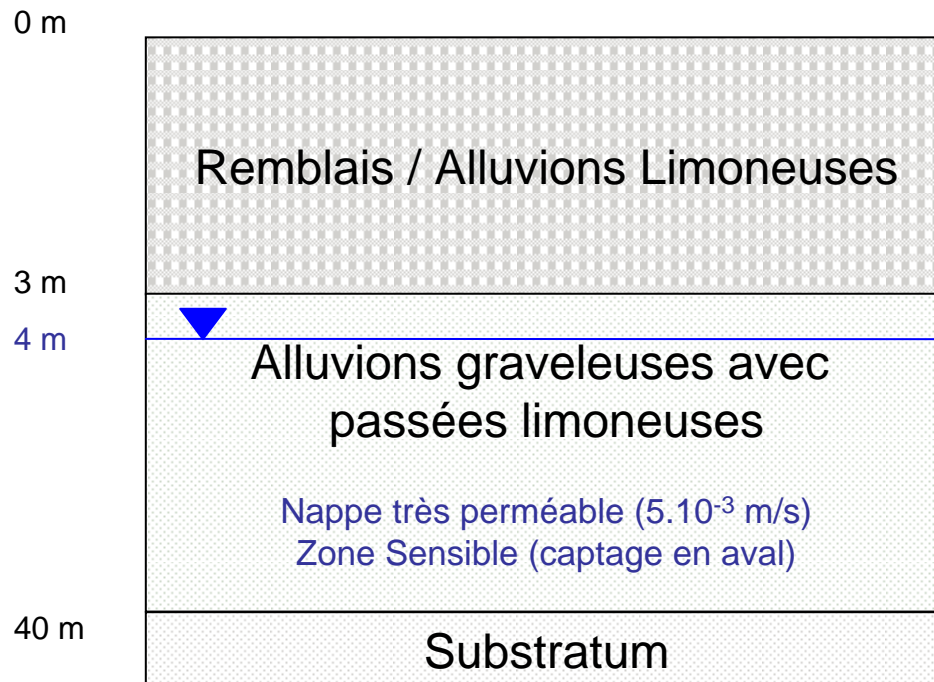 0 m
Remblais / Alluvions Limoneuses
3 m
4 m
Alluvions graveleuses avec
passées limoneuses
Nappe très perméable (5.10⁻³ m/s)
Zone Sensible (captage en aval)
40 m
Substratum